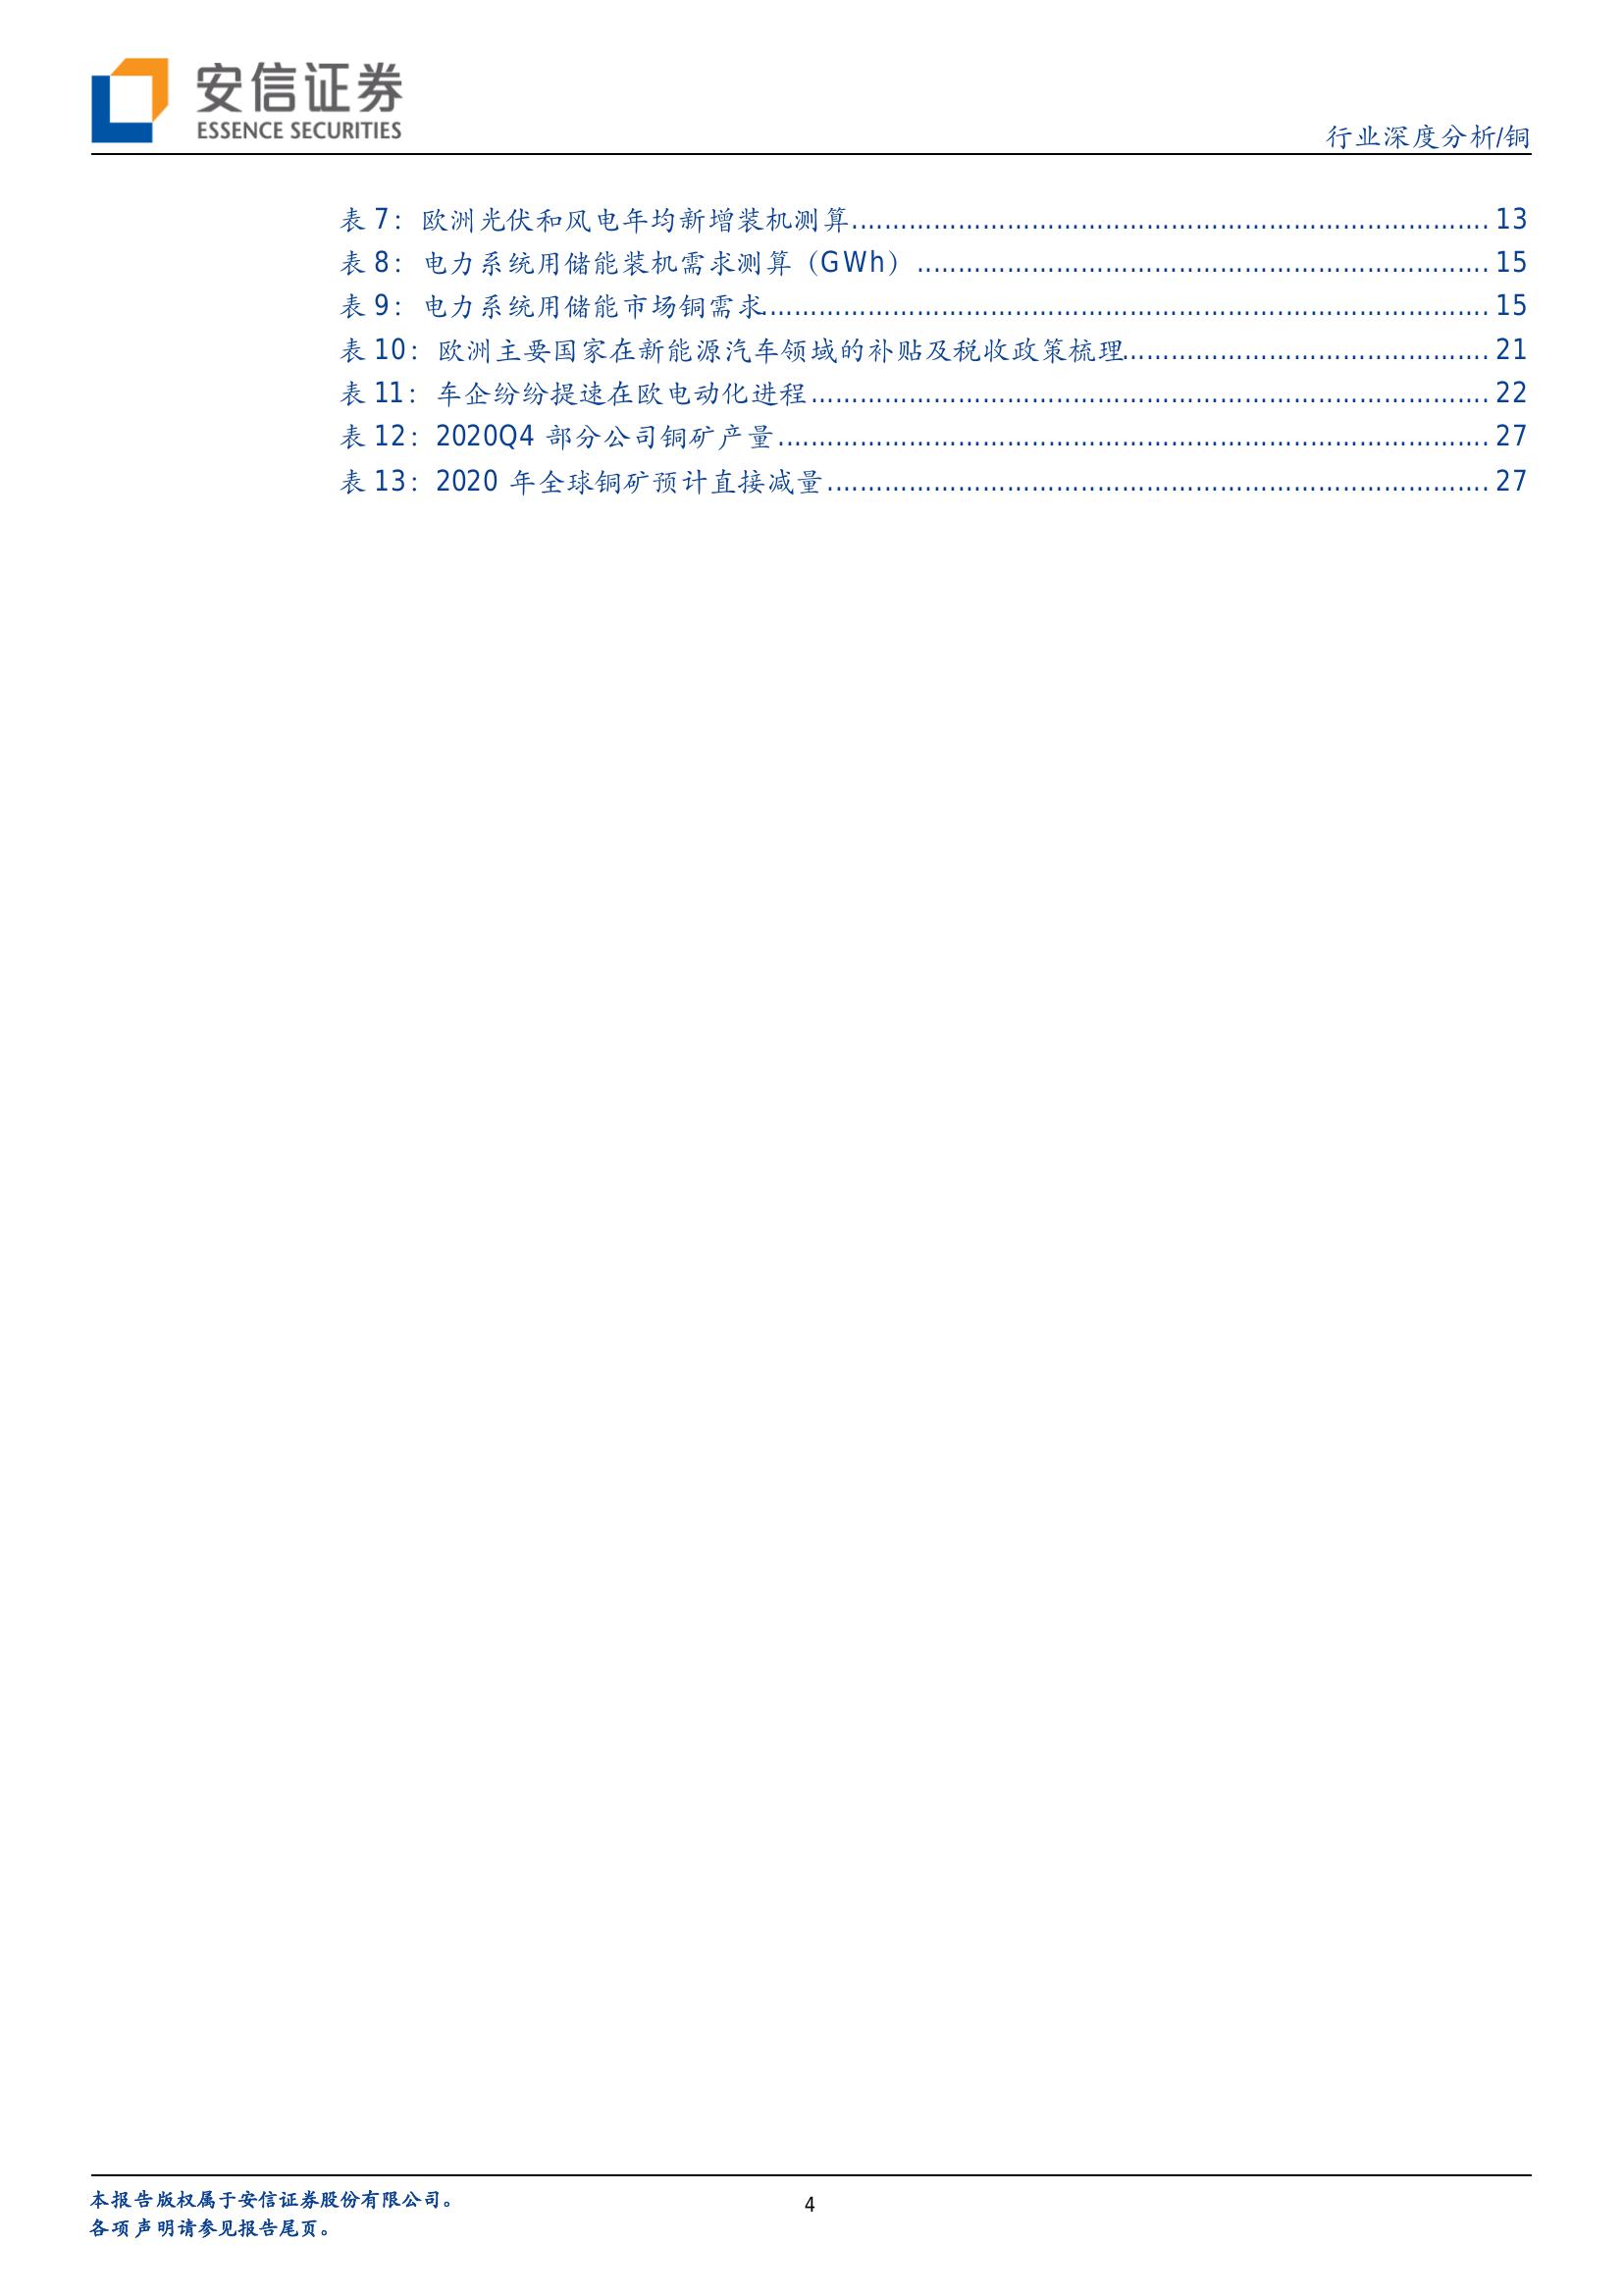 安信证券
ESSENCE SECURITIES
行业深度分析/铜
表 7：欧洲光伏和风电年均新增装机测算 13
表 8：电力系统用储能装机需求测算（GWh） 15
表 9：电力系统用储能市场铜需求 15
表 10：欧洲主要国家在新能源汽车领域的补贴及税收政策梳理 21
表 11：车企纷纷提速在欧电动化进程 22
表 12：2020Q4 部分公司铜矿产量 27
表 13：2020 年全球铜矿预计直接减量 27
本报告版权属于安信证券股份有限公司。
各项声明请参见报告尾页。
4